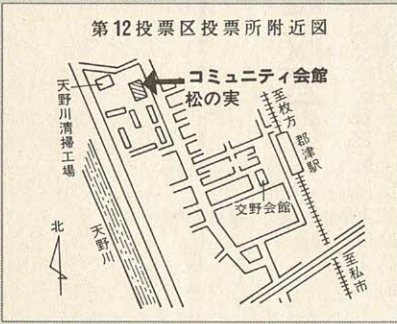 第12投票区投票所附近図
コミュニティ会館
松の実
天野川清掃工場
至枚方
郡津駅
交野会館
北
天野川
至私市